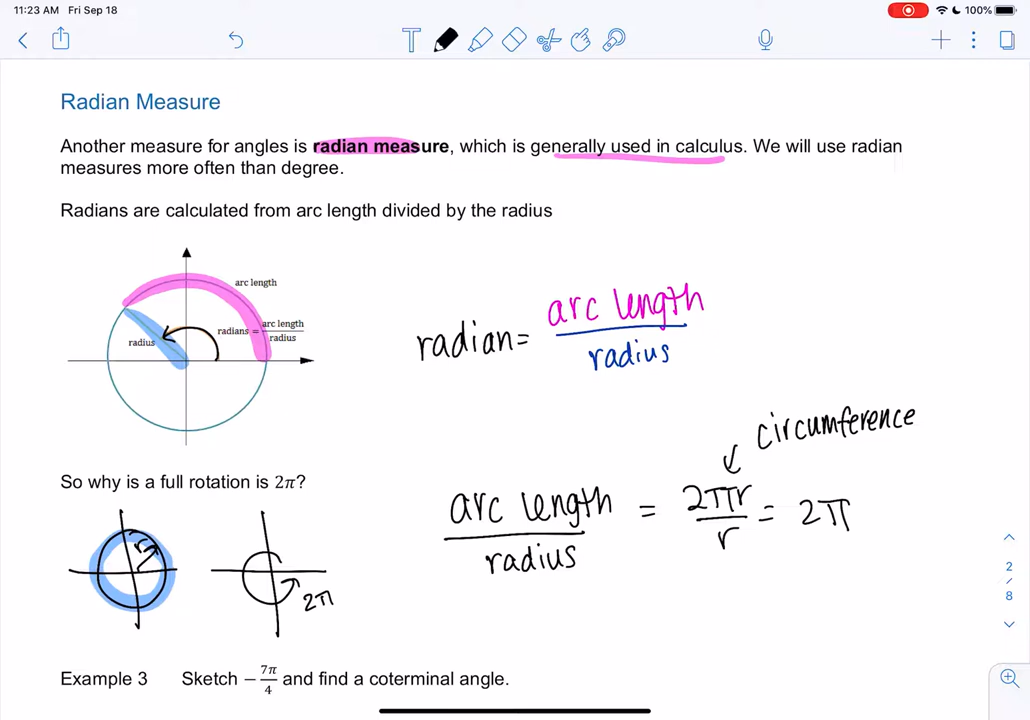 11:23 AM Fri Sep 18
100%
T
Radian Measure
Another measure for angles is radian measure, which is generally used in calculus. We will use radian
measures more often than degree.
Radians are calculated from arc length divided by the radius
arc length
radians = arc length / radius
radius
radian = arc length / radius
circumference
So why is a full rotation is 2π?
arc length / radius = 2πr / r = 2π
r
2π
2
/
8
Example 3 Sketch −7π/4 and find a coterminal angle.